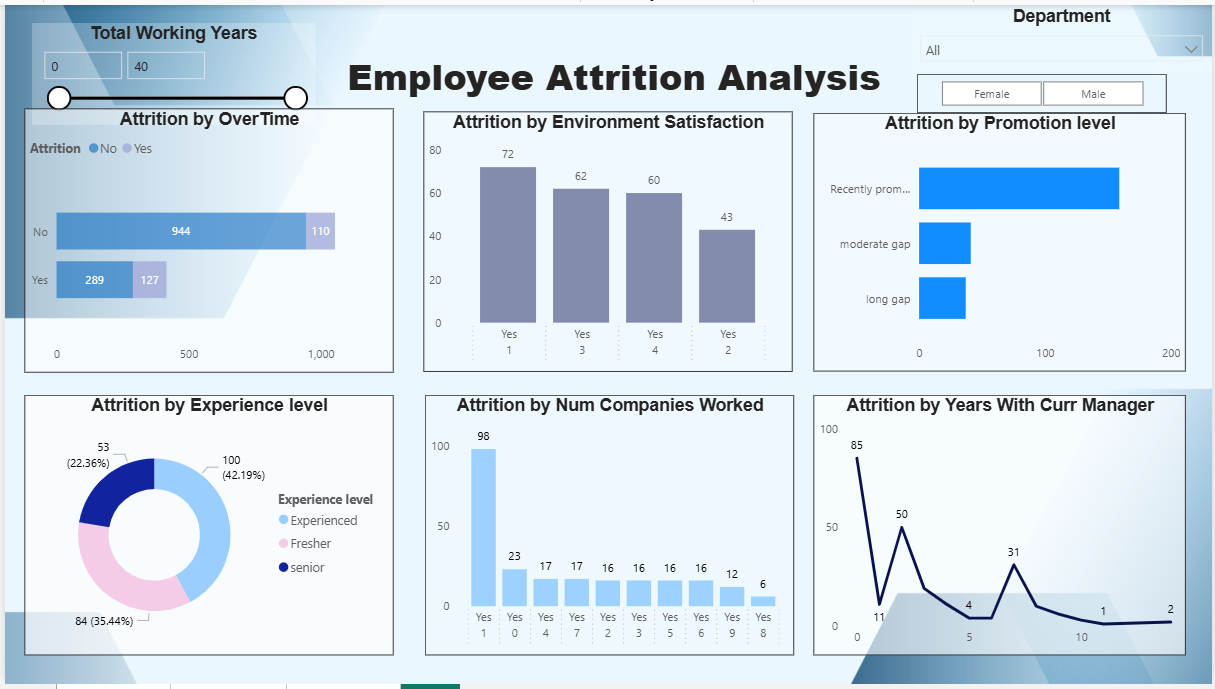 Total Working Years
0
40
Employee Attrition Analysis
Department
All
Female
Male
Attrition by OverTime
Attrition No Yes
No
944
110
Yes
289
127
0 500 1,000
Attrition by Environment Satisfaction
80
60
40
20
0
72
62
60
43
Yes Yes Yes Yes
1 3 4 2
Attrition by Promotion level
Recently prom...
moderate gap
long gap
0 100 200
Attrition by Experience level
53
(22.36%)
100
(42.19%)
84 (35.44%)
Experience level
Experienced
Fresher
senior
Attrition by Num Companies Worked
100
50
0
98
23 17 17 16 16 16 16 12 6
Yes Yes Yes Yes Yes Yes Yes Yes Yes Yes
1 0 4 7 2 3 5 6 9 8
Attrition by Years With Curr Manager
100
50
0
85
11
50
4
31
1
2
0 5 10